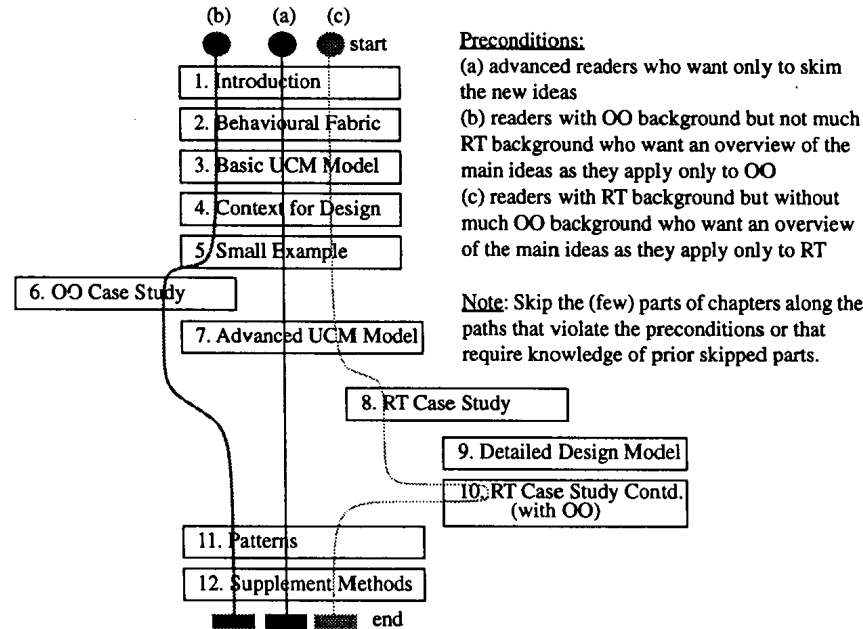 (b) (a) (c)
start
1. Introduction
2. Behavioural Fabric
3. Basic UCM Model
4. Context for Design
5. Small Example
6. OO Case Study
7. Advanced UCM Model
8. RT Case Study
9. Detailed Design Model
10. RT Case Study Contd.
(with OO)
11. Patterns
12. Supplement Methods
end
Preconditions:
(a) advanced readers who want only to skim
the new ideas
(b) readers with OO background but not much
RT background who want an overview of the
main ideas as they apply only to OO
(c) readers with RT background but without
much OO background who want an overview
of the main ideas as they apply only to RT
Note: Skip the (few) parts of chapters along the
paths that violate the preconditions or that
require knowledge of prior skipped parts.